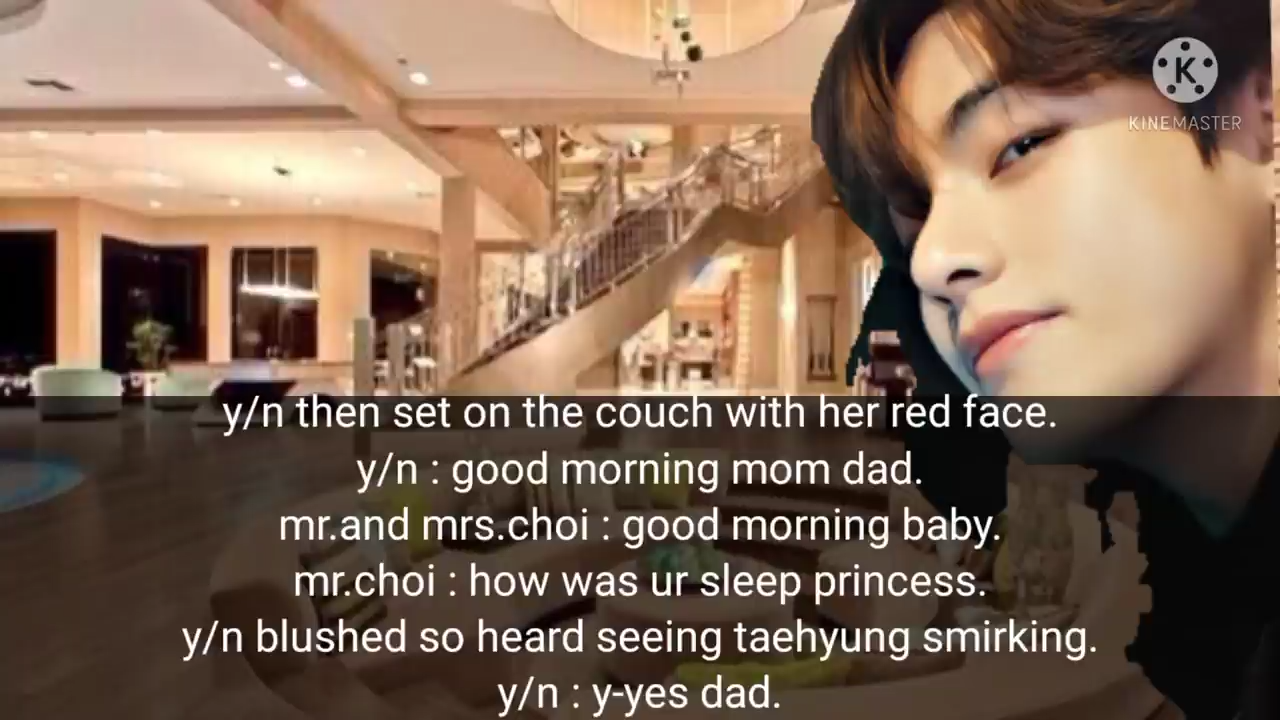 KINEMASTER
y/n then set on the couch with her red face.
y/n : good morning mom dad.
mr.and mrs.choi : good morning baby.
mr.choi : how was ur sleep princess.
y/n blushed so heard seeing taehyung smirking.
y/n : y-yes dad.